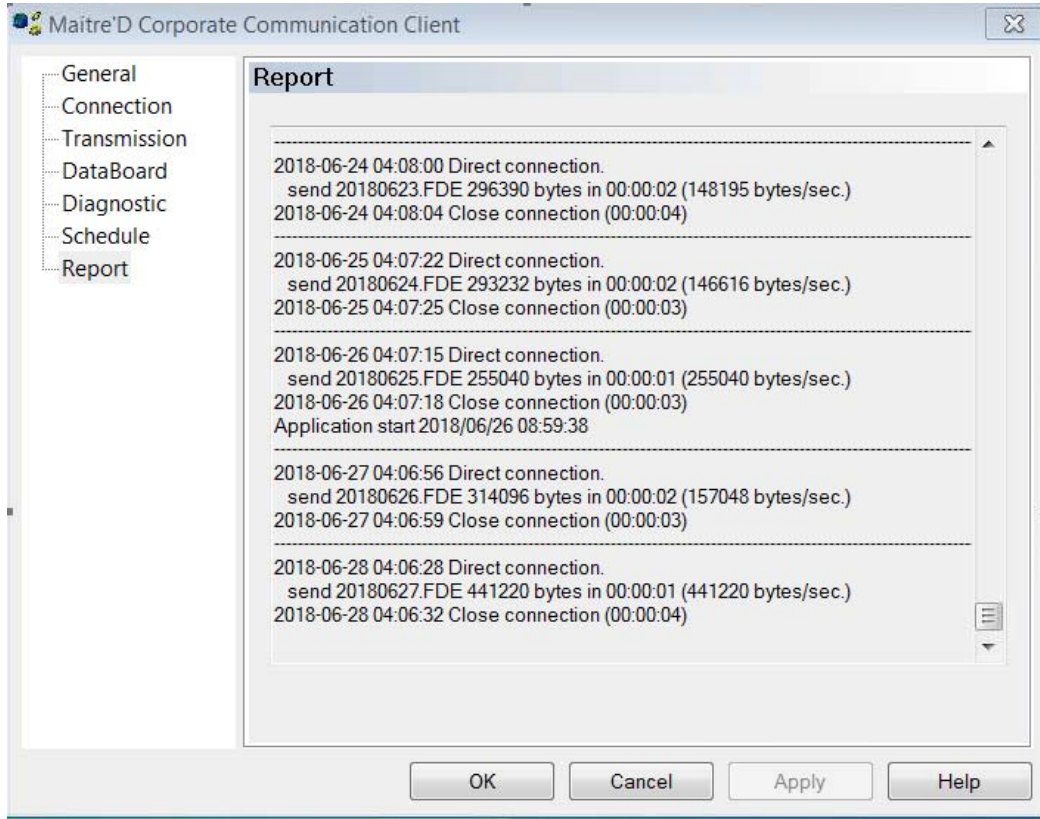 Maitre'D Corporate Communication Client
General
Connection
Transmission
DataBoard
Diagnostic
Schedule
Report
Report
2018-06-24 04:08:00 Direct connection.
send 20180623.FDE 296390 bytes in 00:00:02 (148195 bytes/sec.)
2018-06-24 04:08:04 Close connection (00:00:04)
2018-06-25 04:07:22 Direct connection.
send 20180624.FDE 293232 bytes in 00:00:02 (146616 bytes/sec.)
2018-06-25 04:07:25 Close connection (00:00:03)
2018-06-26 04:07:15 Direct connection.
send 20180625.FDE 255040 bytes in 00:00:01 (255040 bytes/sec.)
2018-06-26 04:07:18 Close connection (00:00:03)
Application start 2018/06/26 08:59:38
2018-06-27 04:06:56 Direct connection.
send 20180626.FDE 314096 bytes in 00:00:02 (157048 bytes/sec.)
2018-06-27 04:06:59 Close connection (00:00:03)
2018-06-28 04:06:28 Direct connection.
send 20180627.FDE 441220 bytes in 00:00:01 (441220 bytes/sec.)
2018-06-28 04:06:32 Close connection (00:00:04)
OK Cancel Apply Help